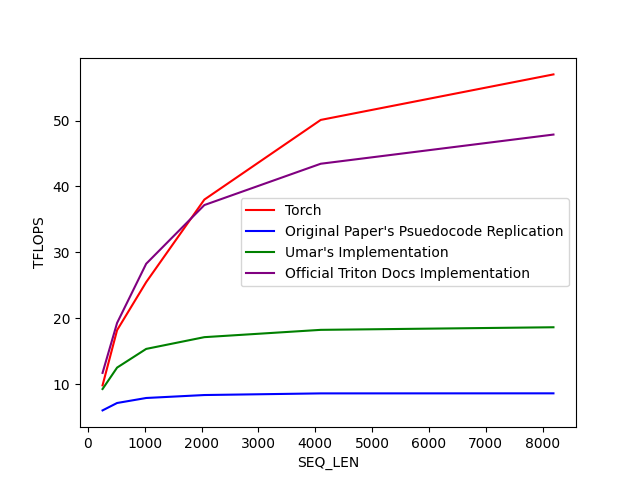 50
40
30
20
10
TFLOPS
Torch
Original Paper's Psuedocode Replication
Umar's Implementation
Official Triton Docs Implementation
0 1000 2000 3000 4000 5000 6000 7000 8000
SEQ_LEN